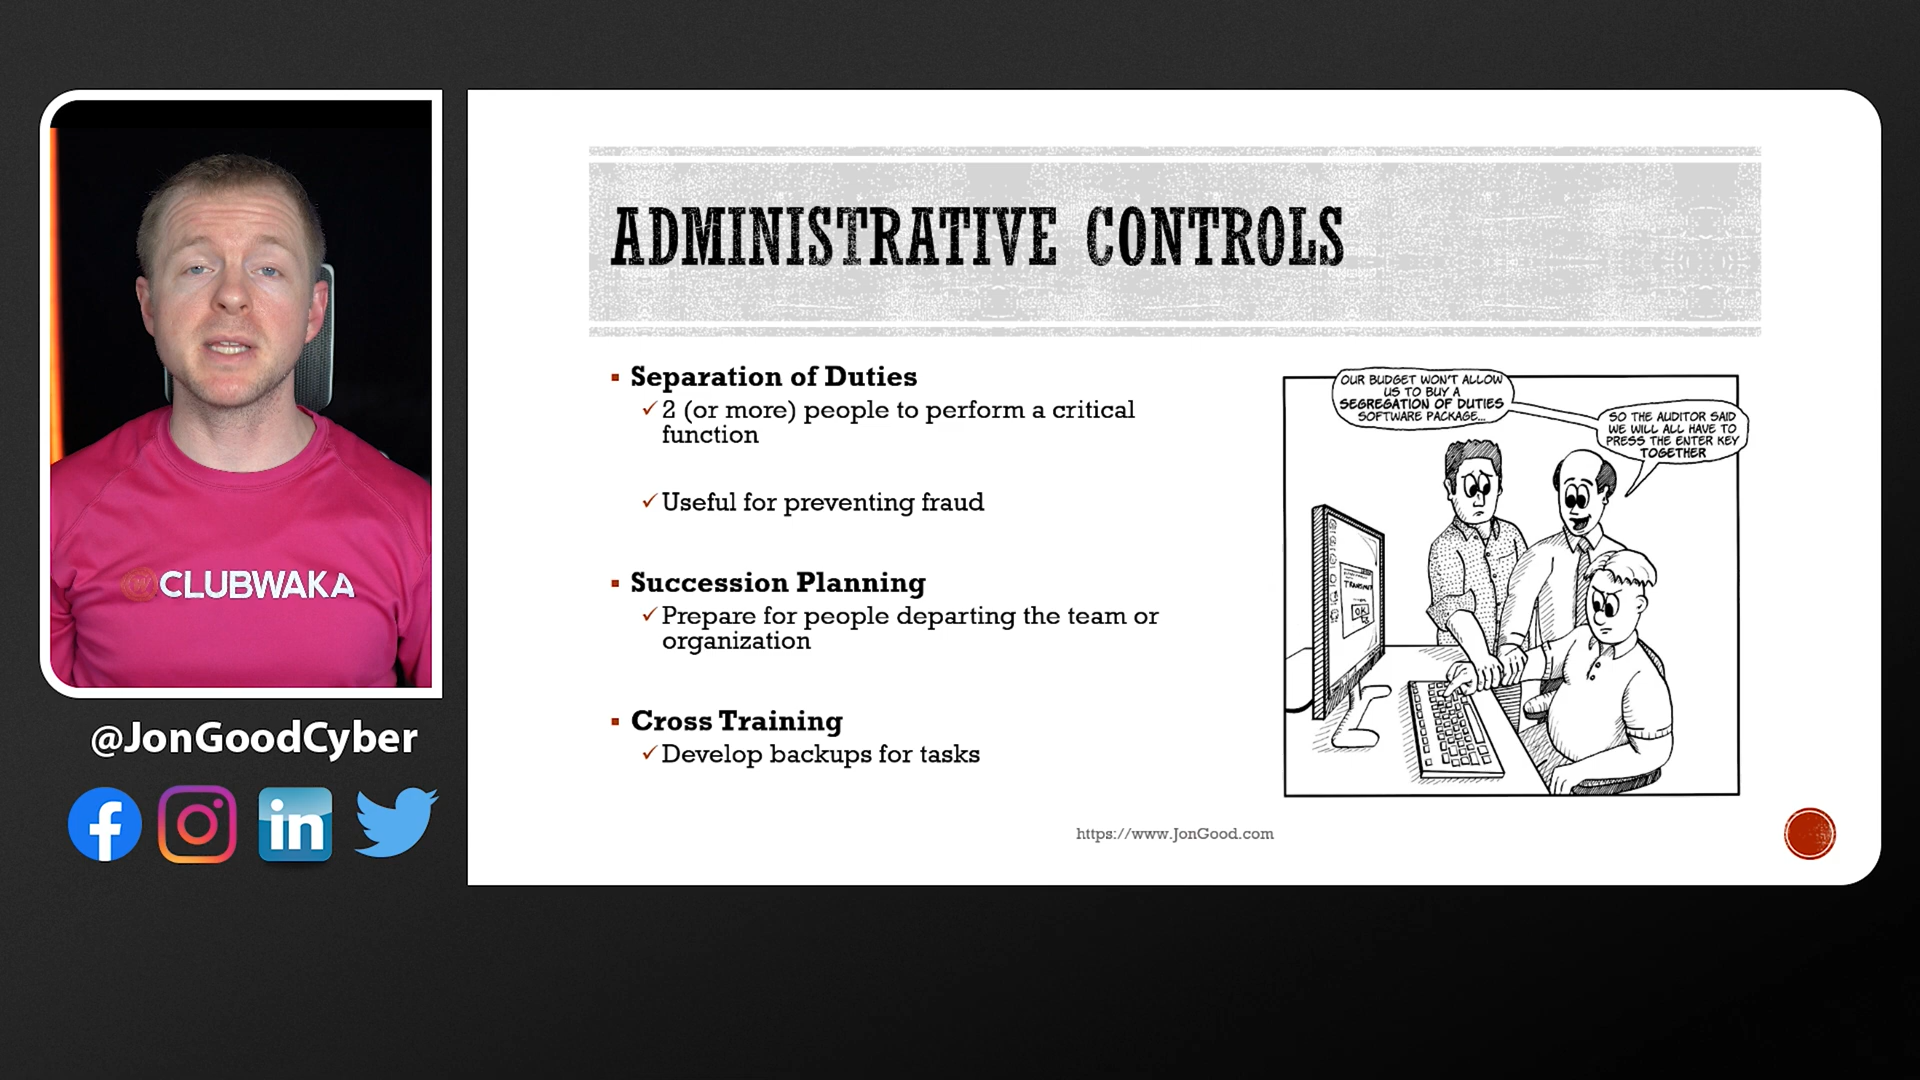 CLUBWAKA
@JonGoodCyber
f
in
ADMINISTRATIVE CONTROLS
Separation of Duties
2 (or more) people to perform a critical
function
Useful for preventing fraud
Succession Planning
Prepare for people departing the team or
organization
Cross Training
Develop backups for tasks
OUR BUDGET WON'T ALLOW
US TO BUY A
SEGREGATION OF DUTIES
SOFTWARE PACKAGE...
SO THE AUDITOR SAID
WE WILL ALL HAVE TO
PRESS THE ENTER KEY
TOGETHER
OK
https://www.JonGood.com